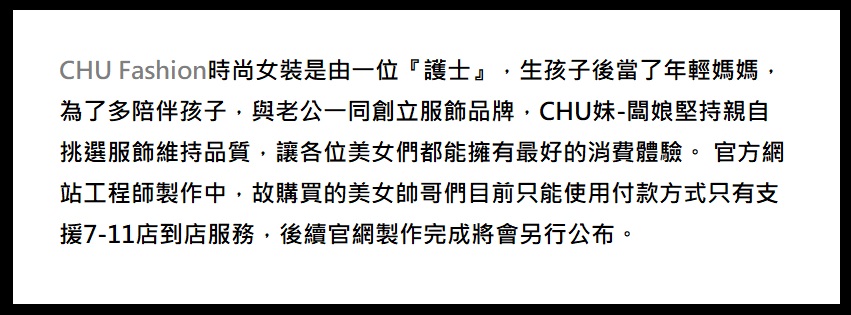 CHU Fashion時尚女裝是由一位『護士』，生孩子後當了年輕媽媽，
為了多陪伴孩子，與老公一同創立服飾品牌，CHU妹-闆娘堅持親自
挑選服飾維持品質，讓各位美女們都能擁有最好的消費體驗。 官方網
站工程師製作中，故購買的美女帥哥們目前只能使用付款方式只有支
援7-11店到店服務，後續官網製作完成將會另行公布。